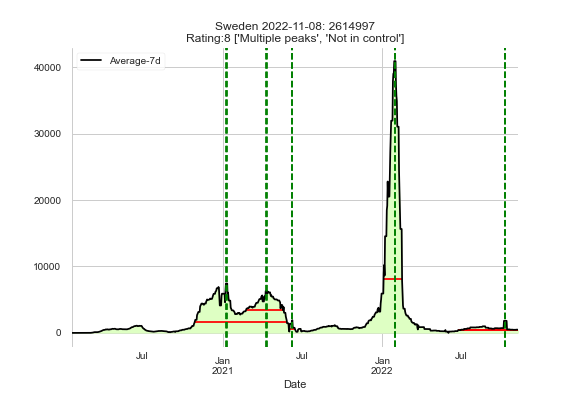 Sweden 2022-11-08: 2614997
Rating:8 ['Multiple peaks', 'Not in control']
Average-7d
40000
30000
20000
10000
0
Jul
Jan
2021
Jul
Jan
2022
Jul
Date